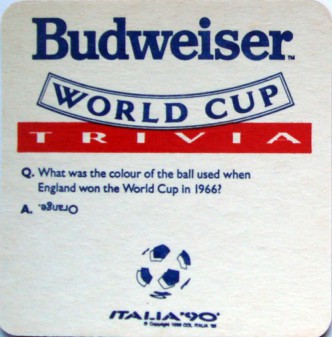 Budweiser™
WORLD CUP
TRIVIA
Q. What was the colour of the ball used when
England won the World Cup in 1966?
A. Orange.
ITALIA'90